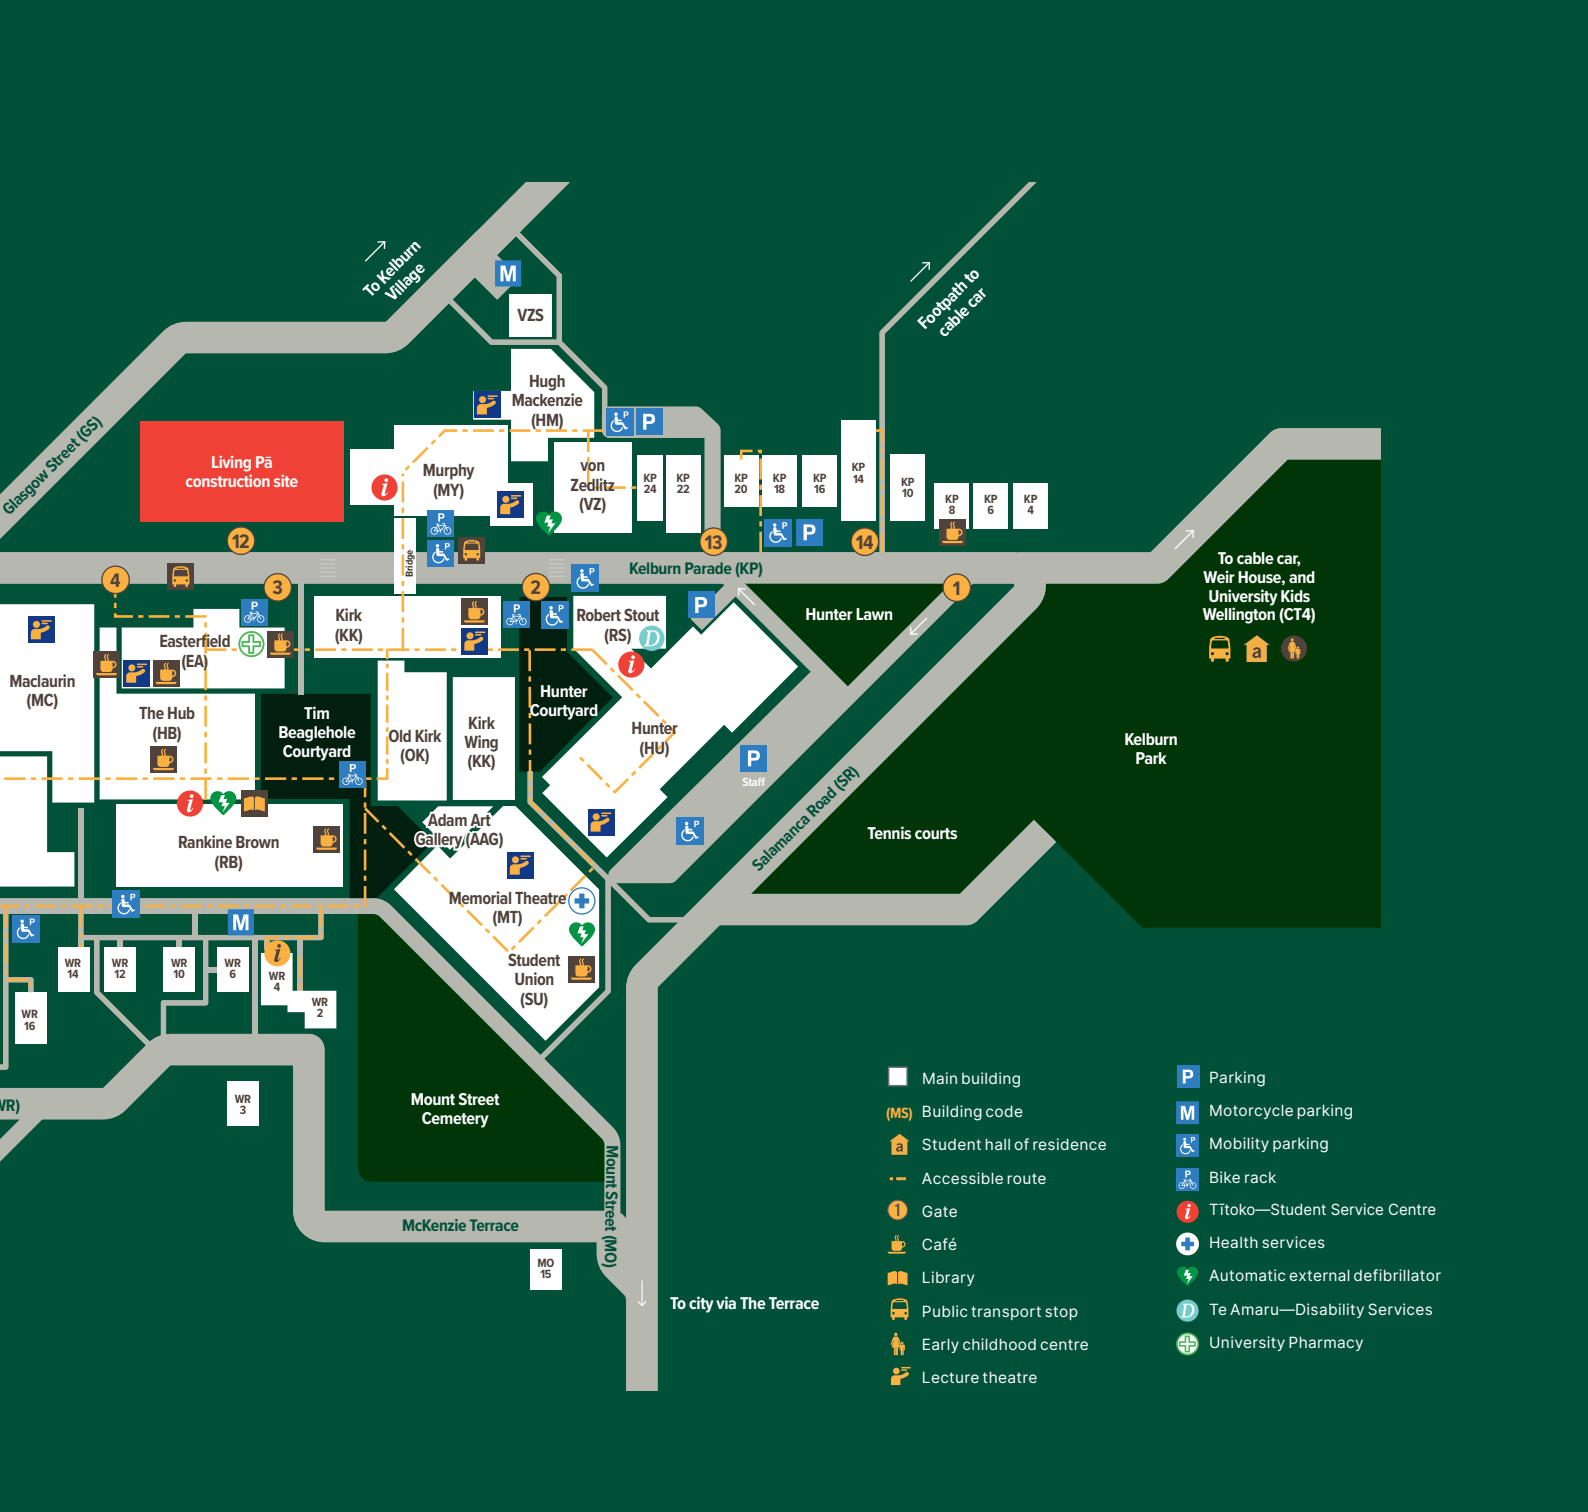 To Kelburn
Village
M
VZS
Footpath to
cable car
Glasgow Street (GS)
Living Pā
construction site
Hugh
Mackenzie
(HM)
P
P
Murphy
(MY)
i
von
Zedlitz
(VZ)
KP
24
KP
22
KP
20
KP
18
KP
16
KP
14
KP
10
KP
8
KP
6
KP
4
P
P
P
P
12
13
14
Bridge
Kelburn Parade (KP)
4
3
2
1
P
P
To cable car,
Weir House, and
University Kids
Wellington (CT4)
a
Kirk
(KK)
P
P
P
Robert Stout
(RS)
D
i
P
Hunter Lawn
Easterfield
(EA)
Maclaurin
(MC)
The Hub
(HB)
Tim
Beaglehole
Courtyard
P
Old Kirk
(OK)
Kirk
Wing
(KK)
Hunter
Courtyard
Hunter
(HU)
P
Staff
P
Kelburn
Park
Salamanca Road (SR)
Tennis courts
i
Rankine Brown
(RB)
Adam Art
Gallery (AAG)
Memorial Theatre
(MT)
Student
Union
(SU)
P
P
M
i
WR
14
WR
12
WR
10
WR
6
WR
4
WR
2
WR
16
WR
3
WR)
Mount Street
Cemetery
Mount Street (MO)
McKenzie Terrace
MO
15
To city via The Terrace
Main building
(MS) Building code
a Student hall of residence
Accessible route
1 Gate
Café
Library
Public transport stop
Early childhood centre
Lecture theatre
P Parking
M Motorcycle parking
P Mobility parking
P Bike rack
i Tītoko—Student Service Centre
Health services
Automatic external defibrillator
D Te Amaru—Disability Services
University Pharmacy